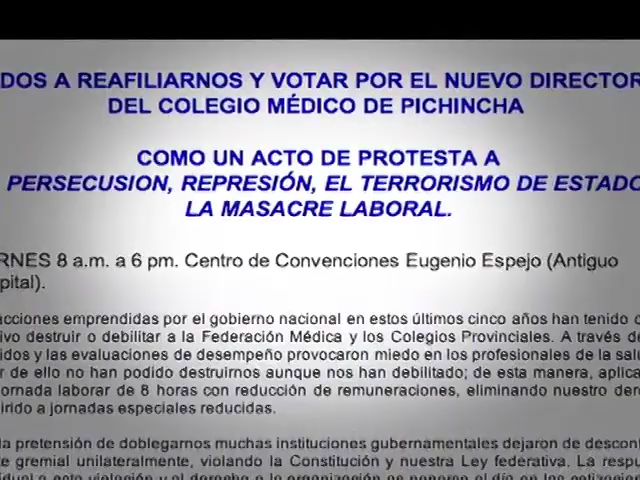 DOS A REAFILIARNOS Y VOTAR POR EL NUEVO DIRECTOR
DEL COLEGIO MÉDICO DE PICHINCHA
COMO UN ACTO DE PROTESTA A
PERSECUSION, REPRESIÓN, EL TERRORISMO DE ESTADO
LA MASACRE LABORAL.
RNES 8 a.m. a 6 pm. Centro de Convenciones Eugenio Espejo (Antiguo
pital).
acciones emprendidas por el gobierno nacional en estos últimos cinco años han tenido
ivo destruir o debilitar a la Federación Médica y los Colegios Provinciales. A través de
idos y las evaluaciones de desempeño provocaron miedo en los profesionales de la salu
r de ello no han podido destruirnos aunque nos han debilitado; de esta manera, aplica
ornada laborar de 8 horas con reducción de remuneraciones, eliminando nuestro dere
irido a jornadas especiales reducidas.
la pretensión de doblegarnos muchas instituciones gubernamentales dejaron de descont
te gremial unilateralmente, violando la Constitución y nuestra Ley federativa. La respu